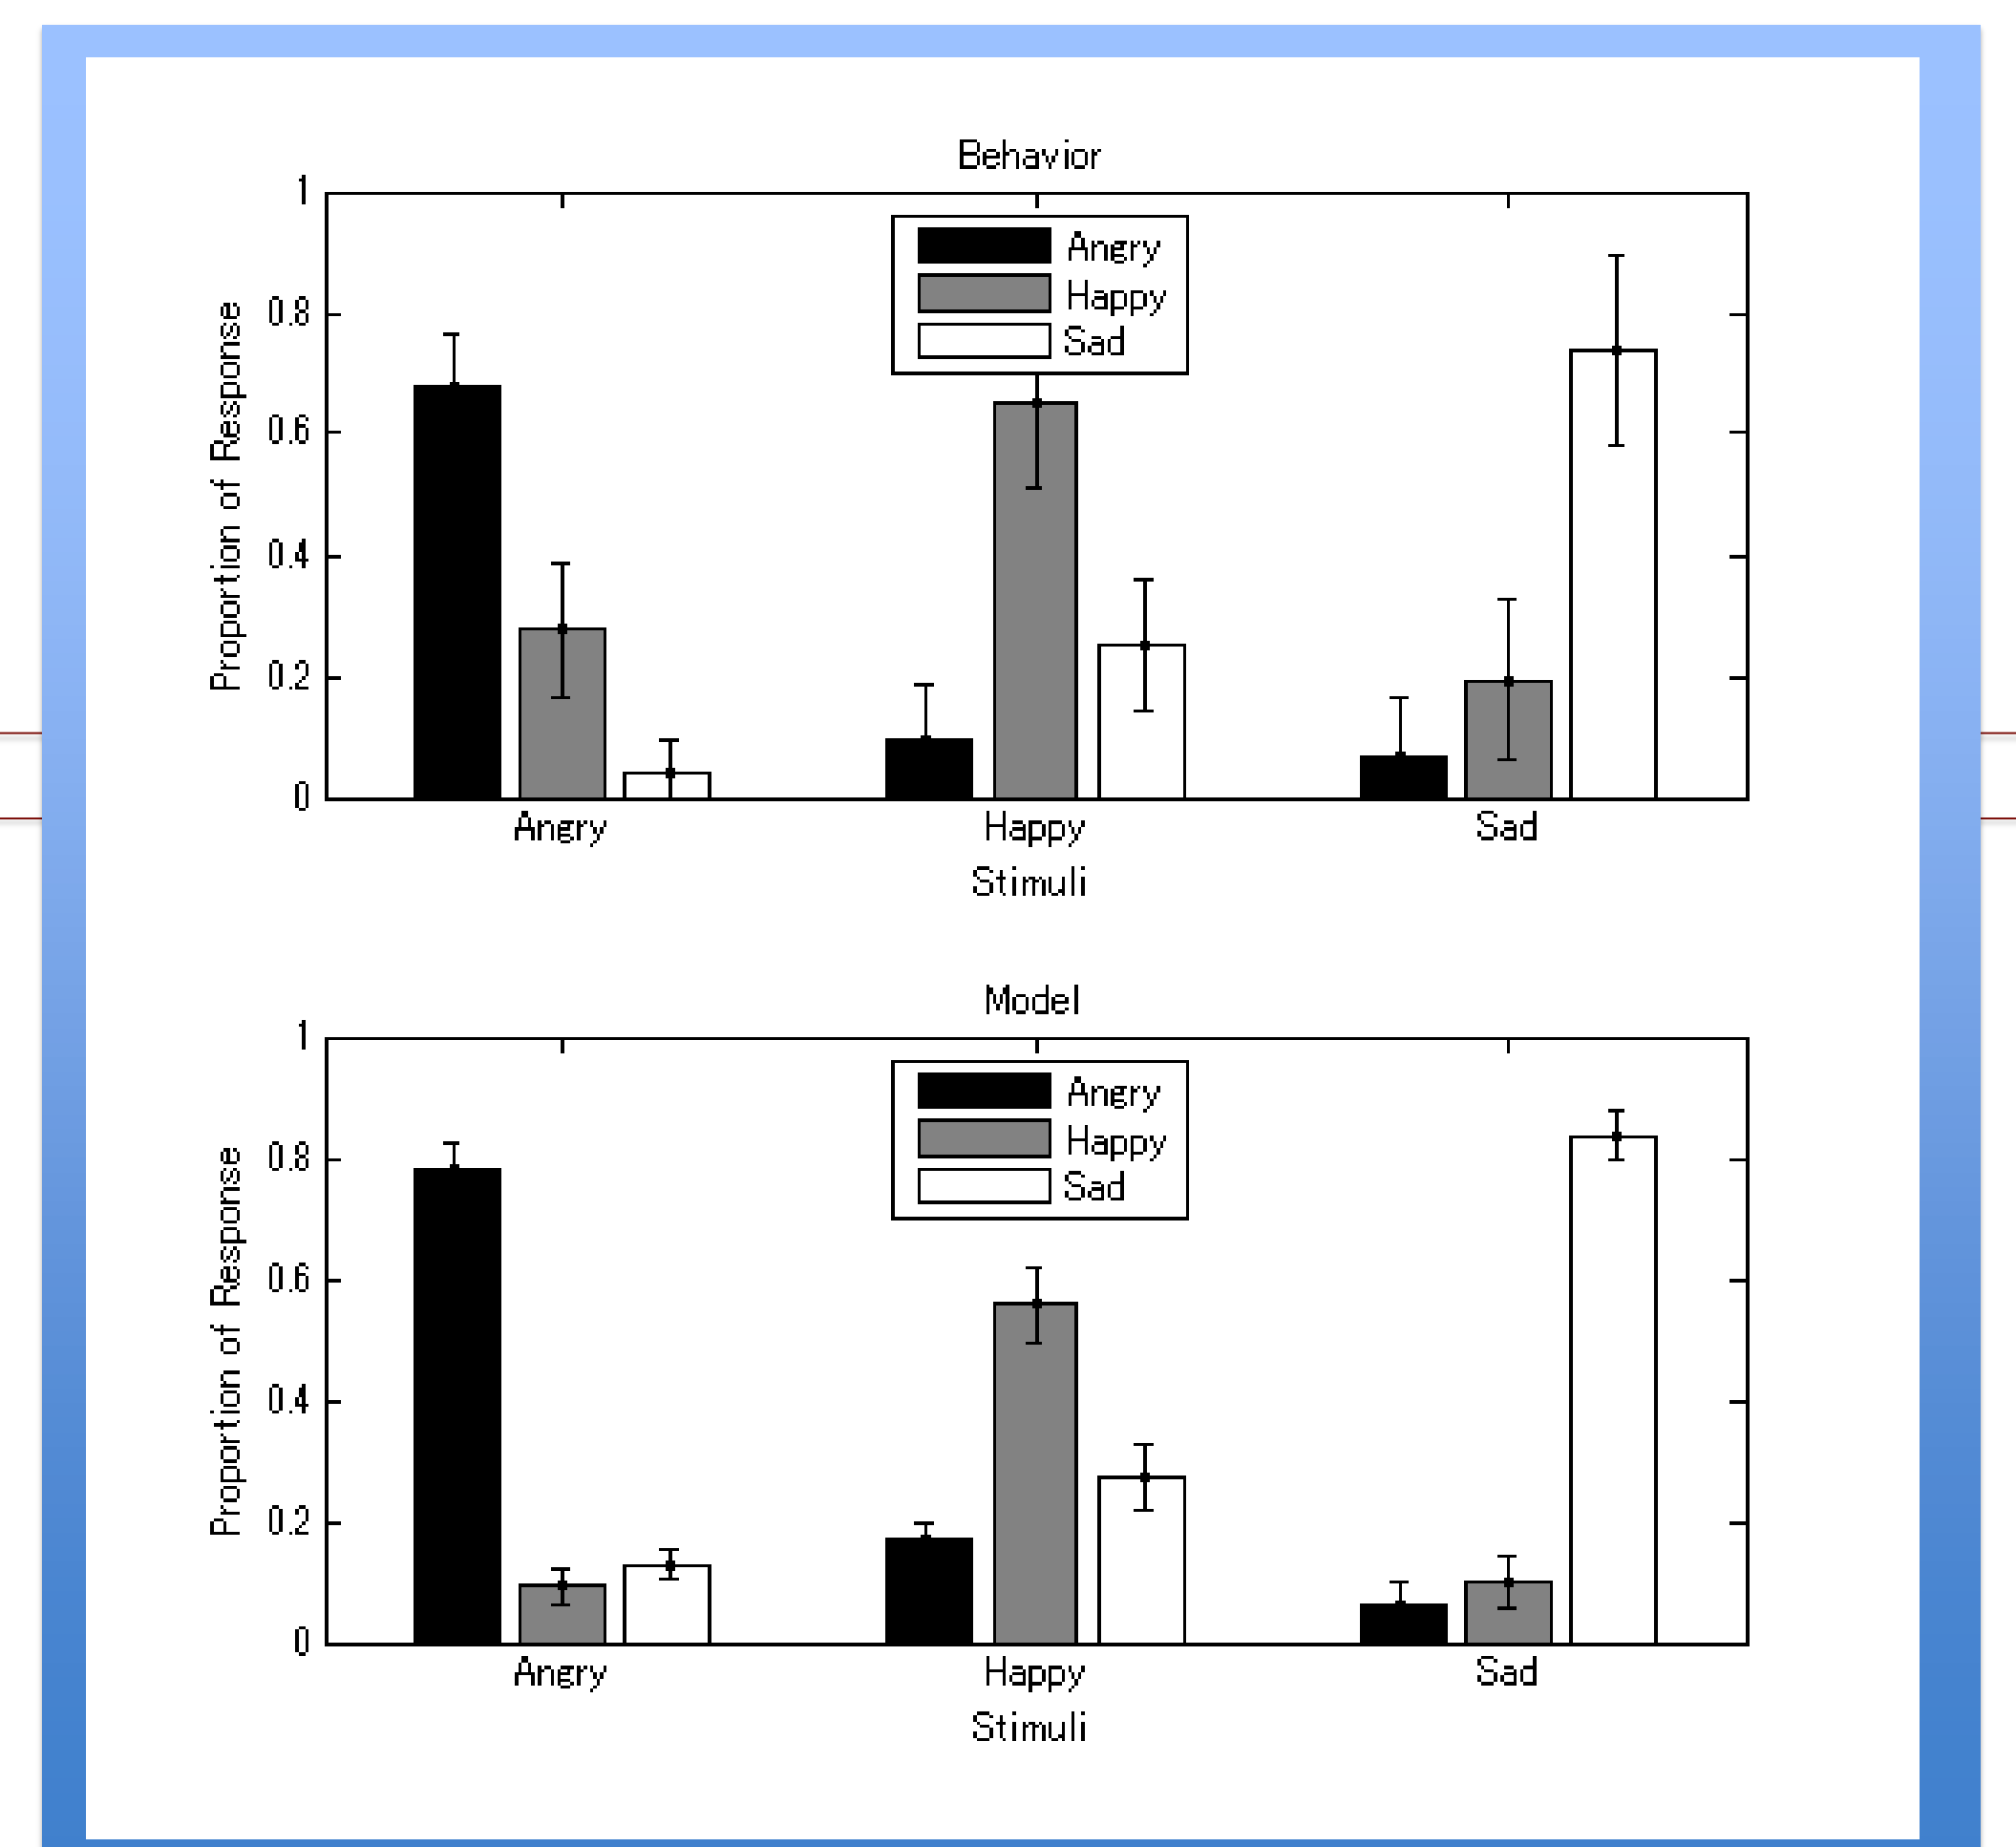 Behavior
1
0.8
0.6
0.4
0.2
0
Proportion of Response
Angry
Happy
Sad
Angry Happy Sad
Stimuli
Model
1
0.8
0.6
0.4
0.2
0
Proportion of Response
Angry
Happy
Sad
Angry Happy Sad
Stimuli